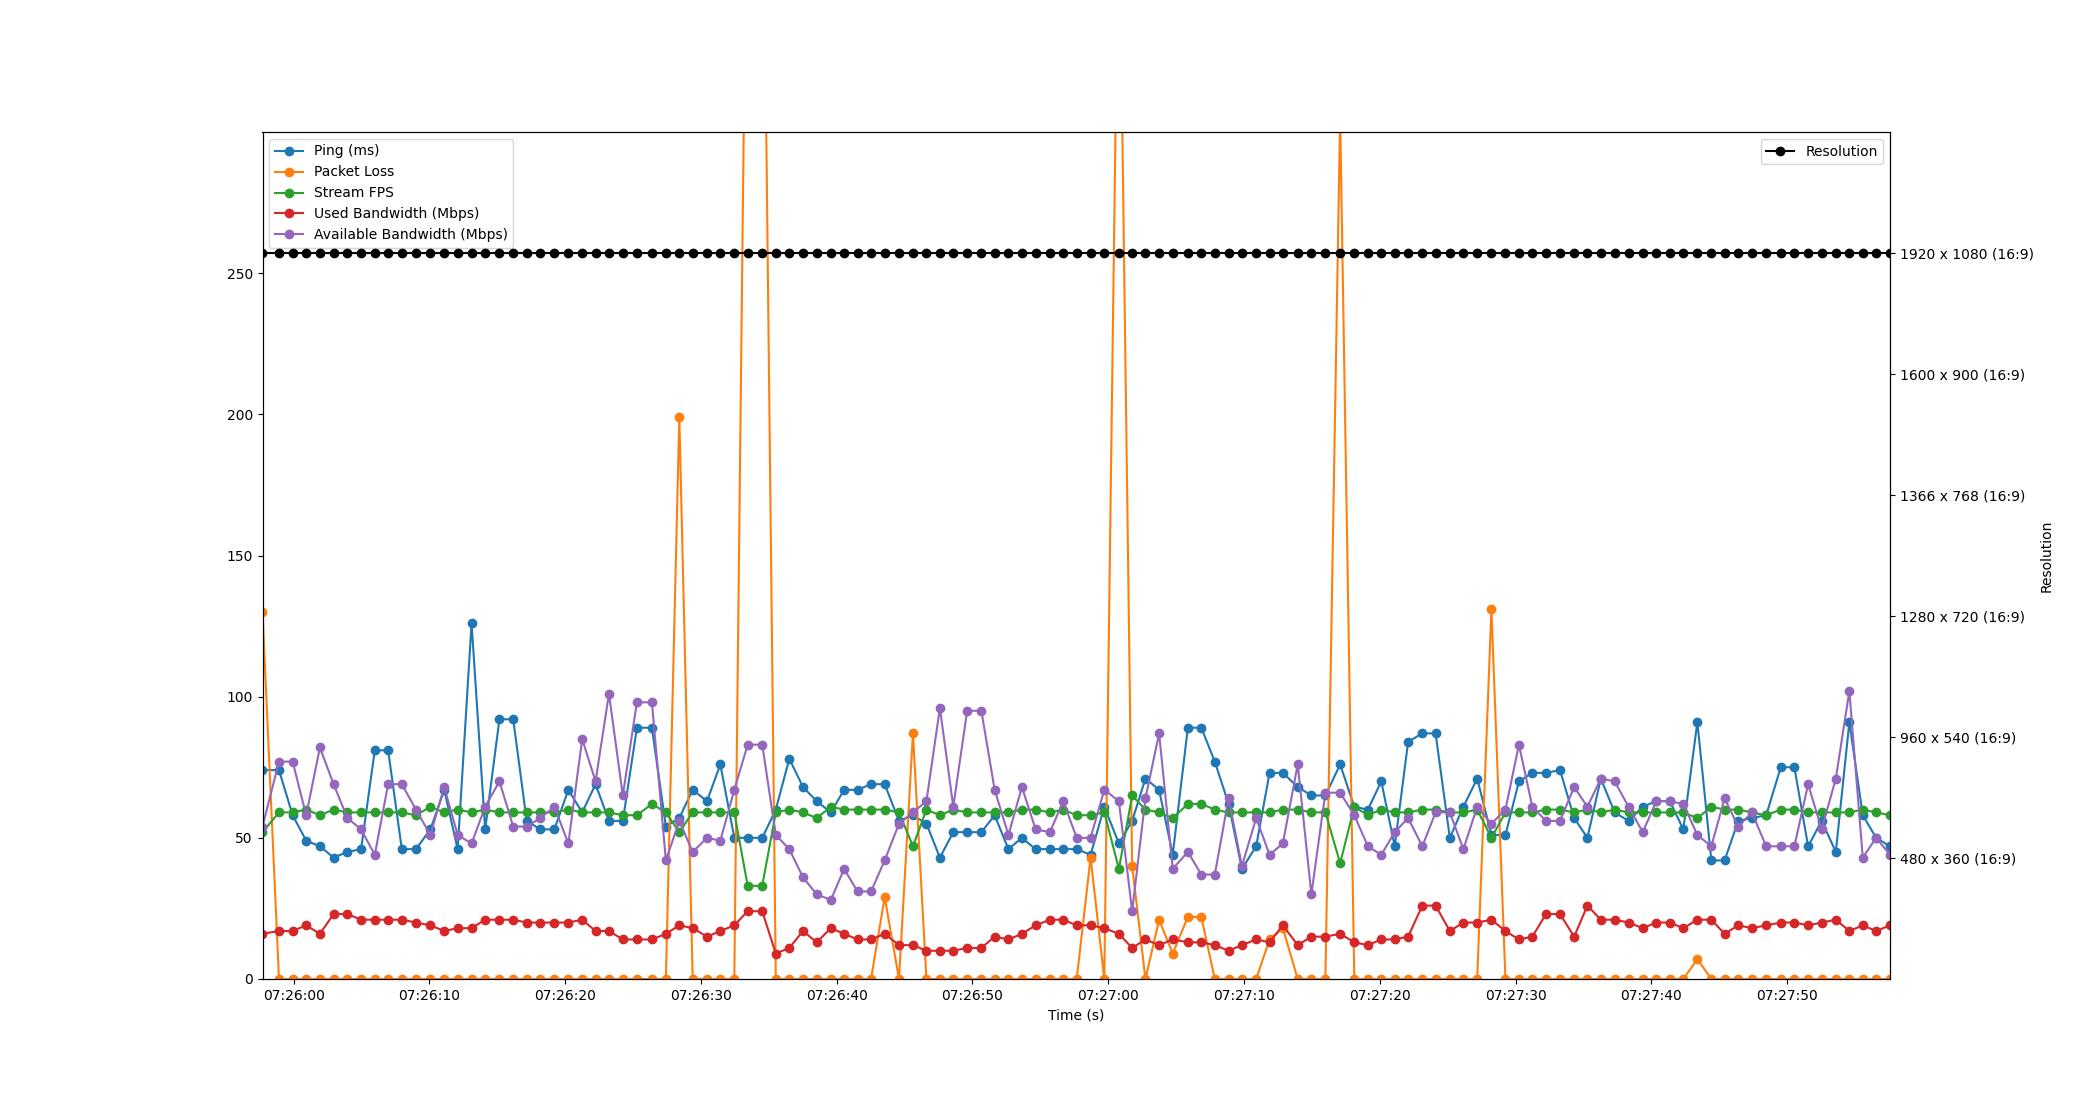 Ping (ms)
Packet Loss
Stream FPS
Used Bandwidth (Mbps)
Available Bandwidth (Mbps)
Resolution
250
200
150
100
50
0
1920 x 1080 (16:9)
1600 x 900 (16:9)
1366 x 768 (16:9)
1280 x 720 (16:9)
960 x 540 (16:9)
480 x 360 (16:9)
Resolution
07:26:00
07:26:10
07:26:20
07:26:30
07:26:40
07:26:50
07:27:00
07:27:10
07:27:20
07:27:30
07:27:40
07:27:50
Time (s)